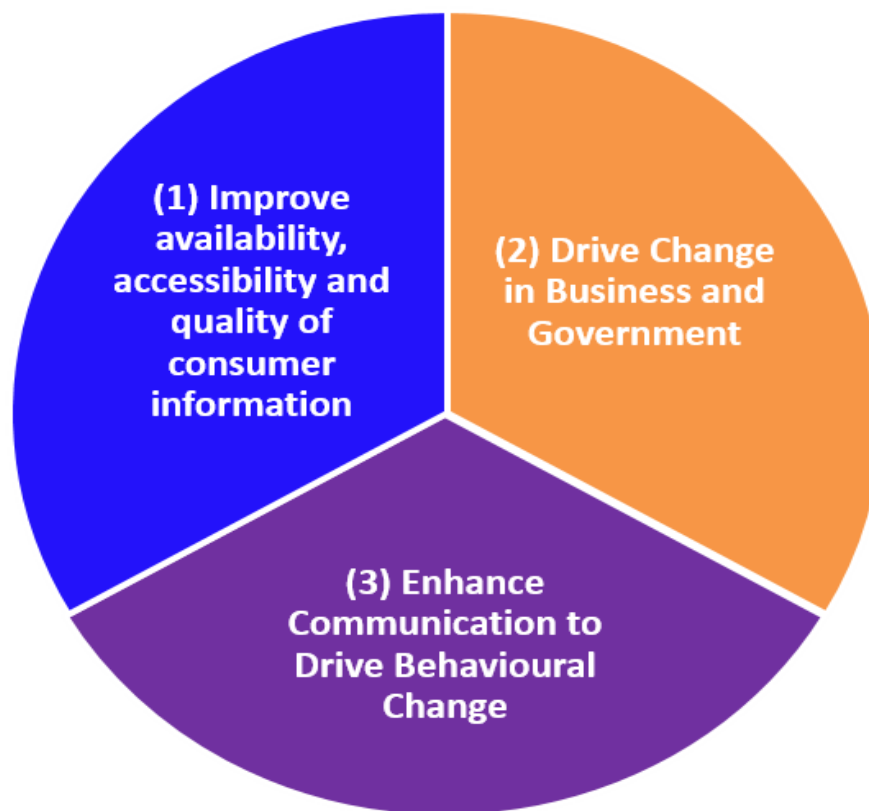 (1) Improve
availability,
accessibility and
quality of
consumer
information
(2) Drive Change
in Business and
Government
(3) Enhance
Communication to
Drive Behavioural
Change